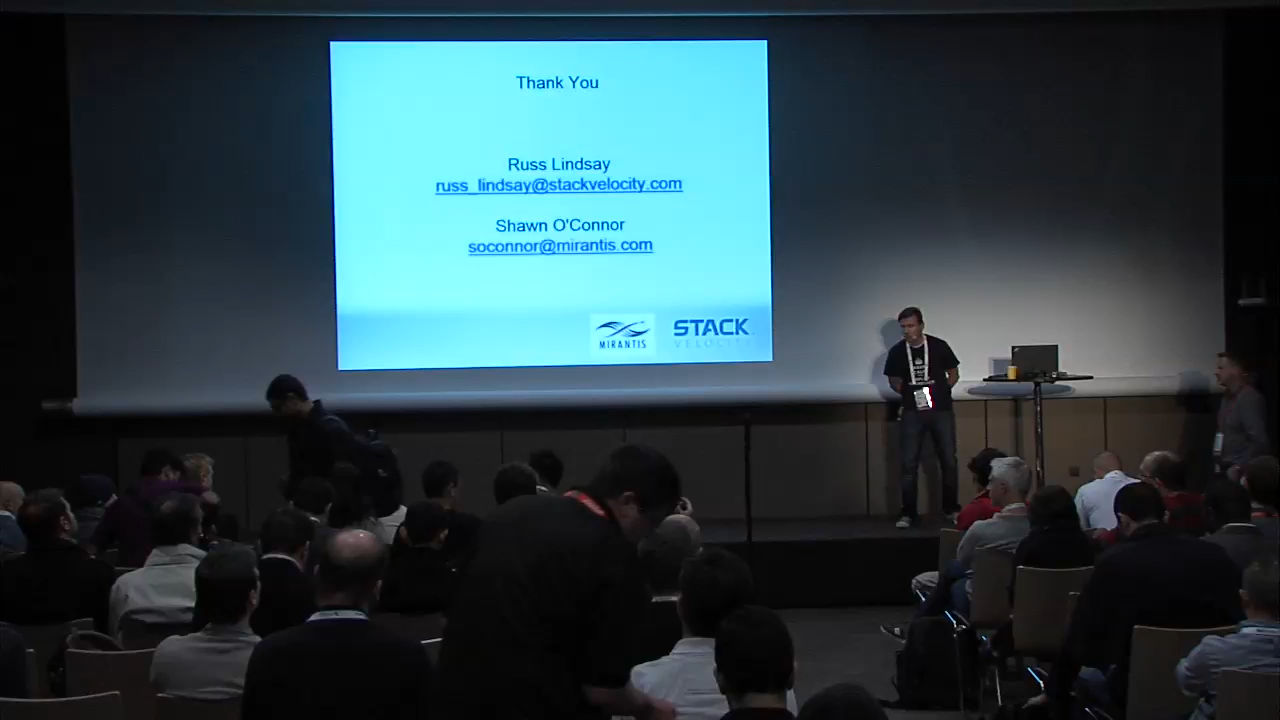 Thank You
Russ Lindsay
russ_lindsay@stackvelocity.com
Shawn O'Connor
soconnor@mirantis.com
MIRANTIS
STACK
VELOCITY